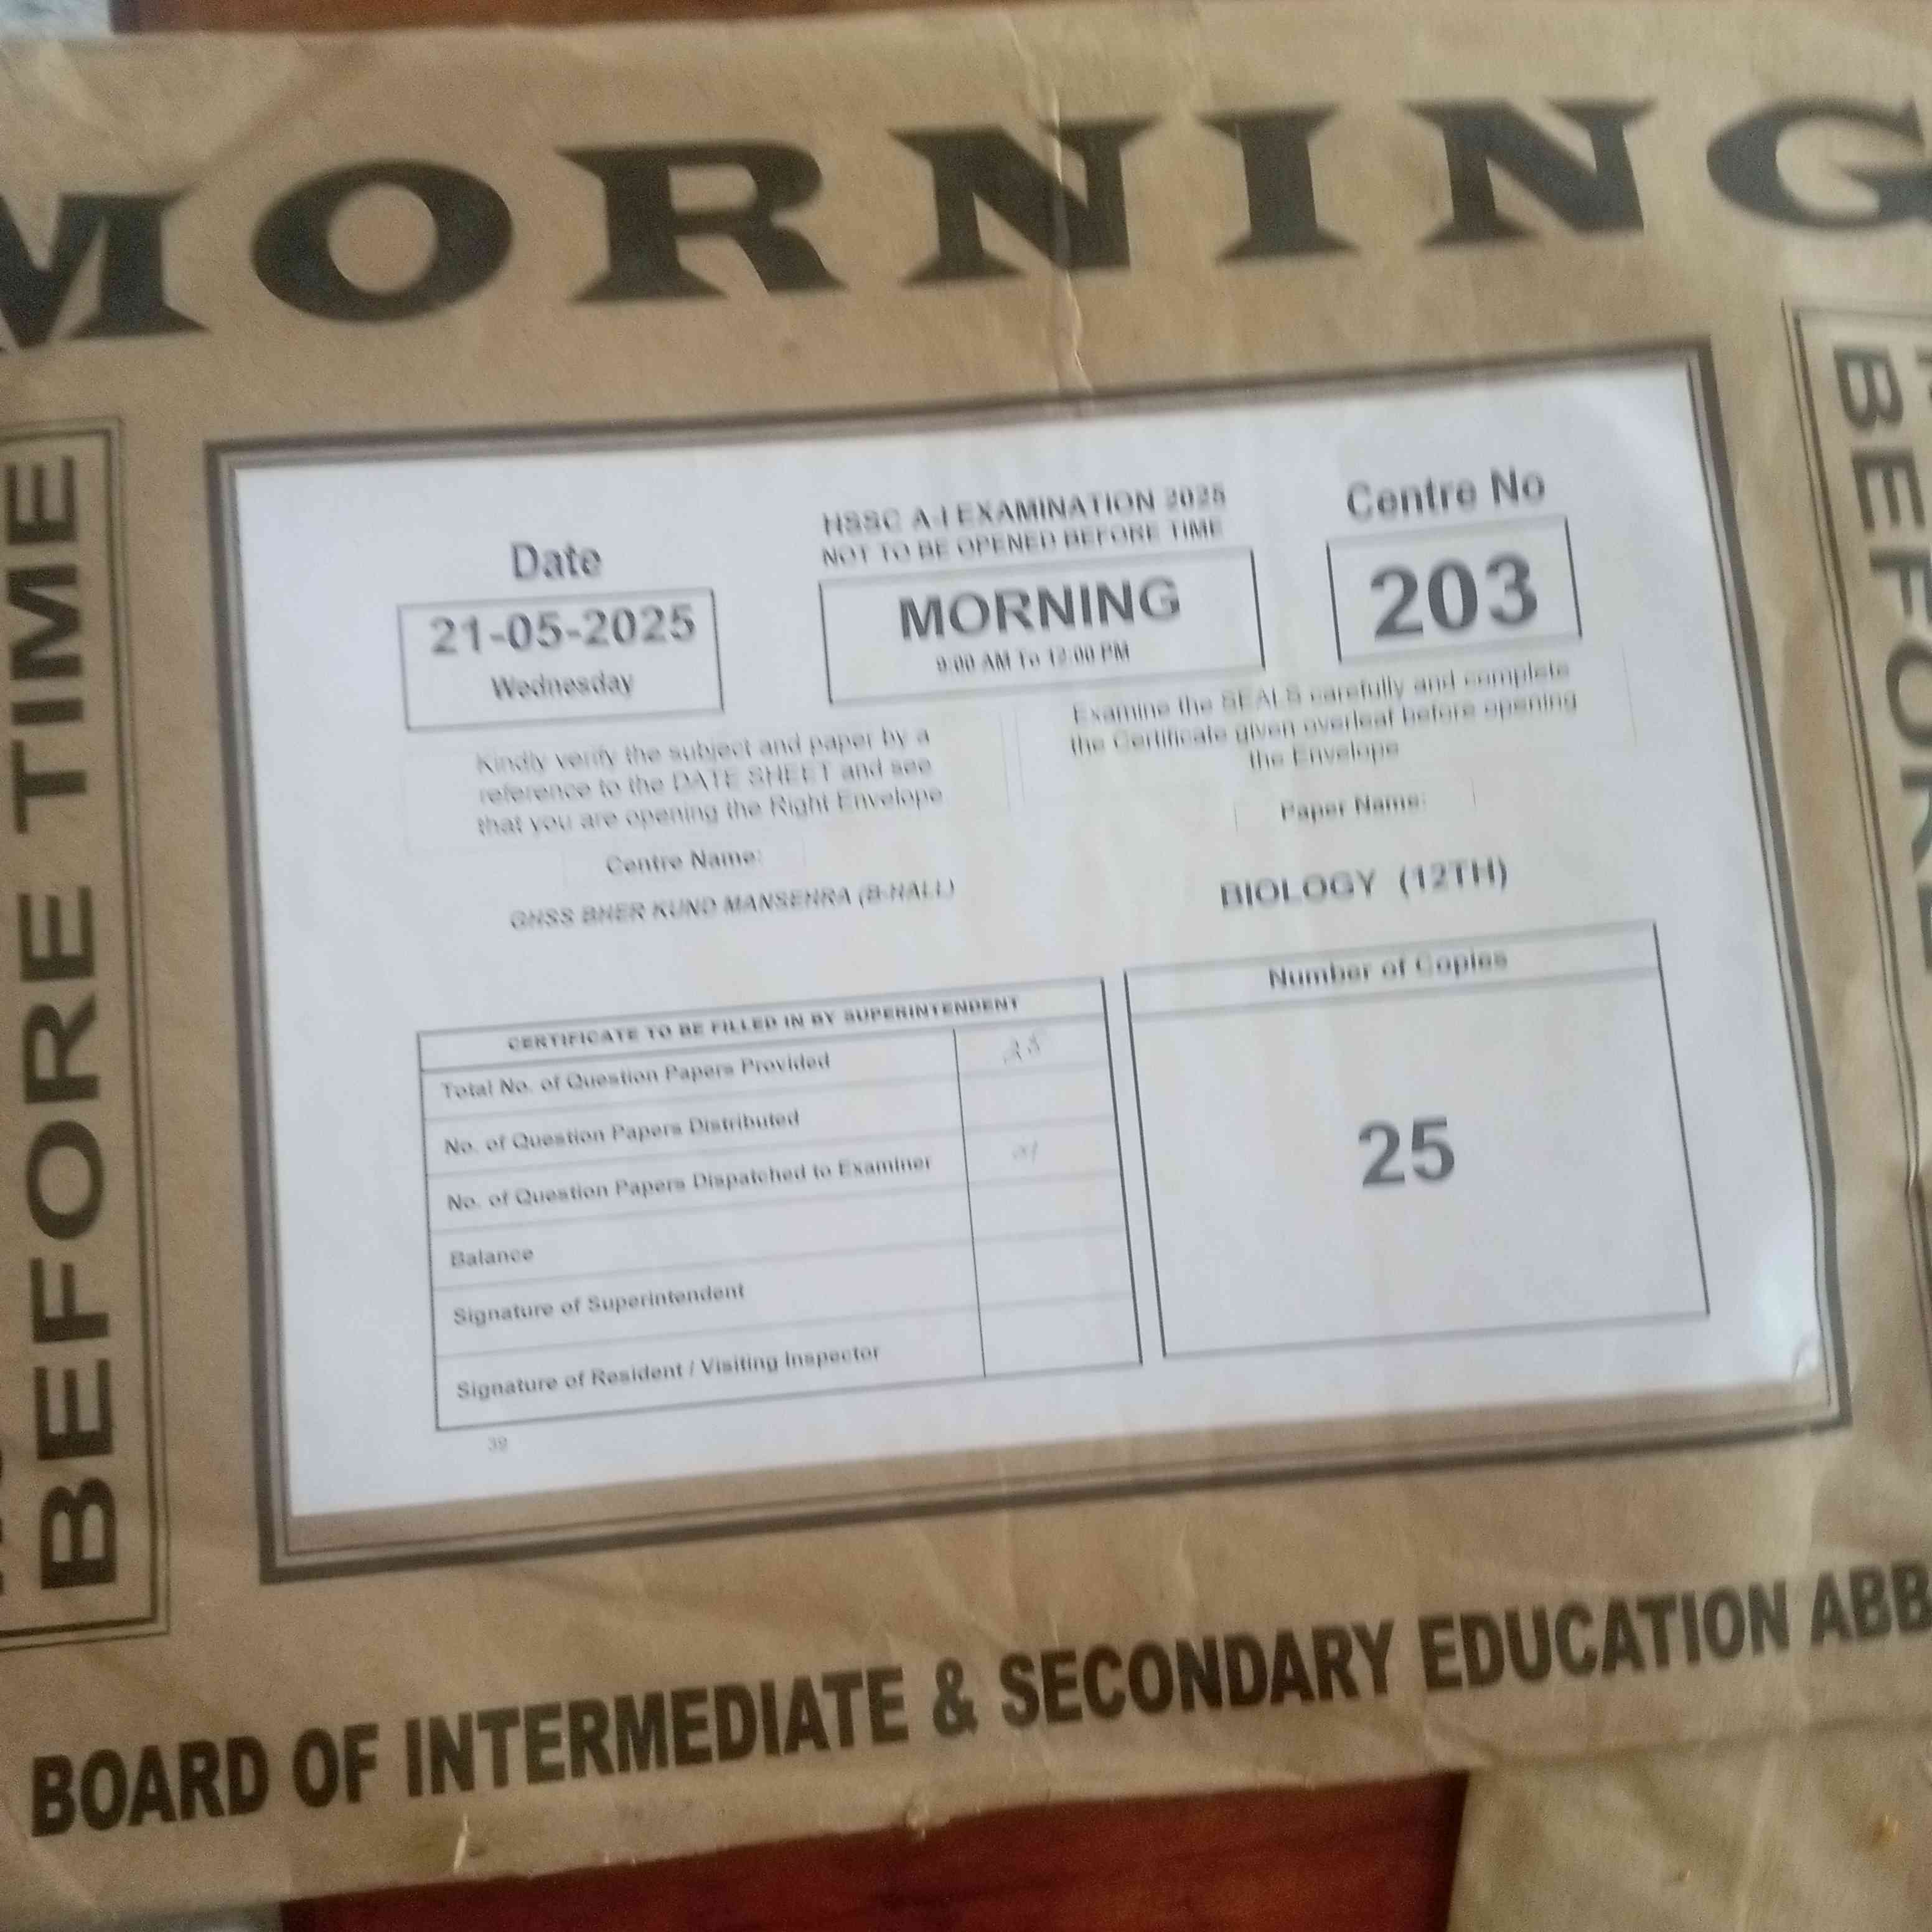 MORNING
BEFORE TIME
BEFORE
HSSC A-I EXAMINATION 2025
NOT TO BE OPENED BEFORE TIME
Date
21-05-2025
Wednesday
MORNING
9:00 AM To 12:00 PM
Centre No
203
Kindly verify the subject and paper by a
reference to the DATE SHEET and see
that you are opening the Right Envelope
Examine the SEALS carefully and complete
the Certificate given overleaf before opening
the Envelope
Centre Name:
GHSS BHER KUND MANSEHRA (B-HALL)
Paper Name:
BIOLOGY (12TH)
CERTIFICATE TO BE FILLED IN BY SUPERINTENDENT
Total No. of Question Papers Provided 25
No. of Question Papers Distributed
No. of Question Papers Dispatched to Examiner 01
Balance
Signature of Superintendent
Signature of Resident / Visiting Inspector
Number of Copies
25
39
BOARD OF INTERMEDIATE & SECONDARY EDUCATION ABB